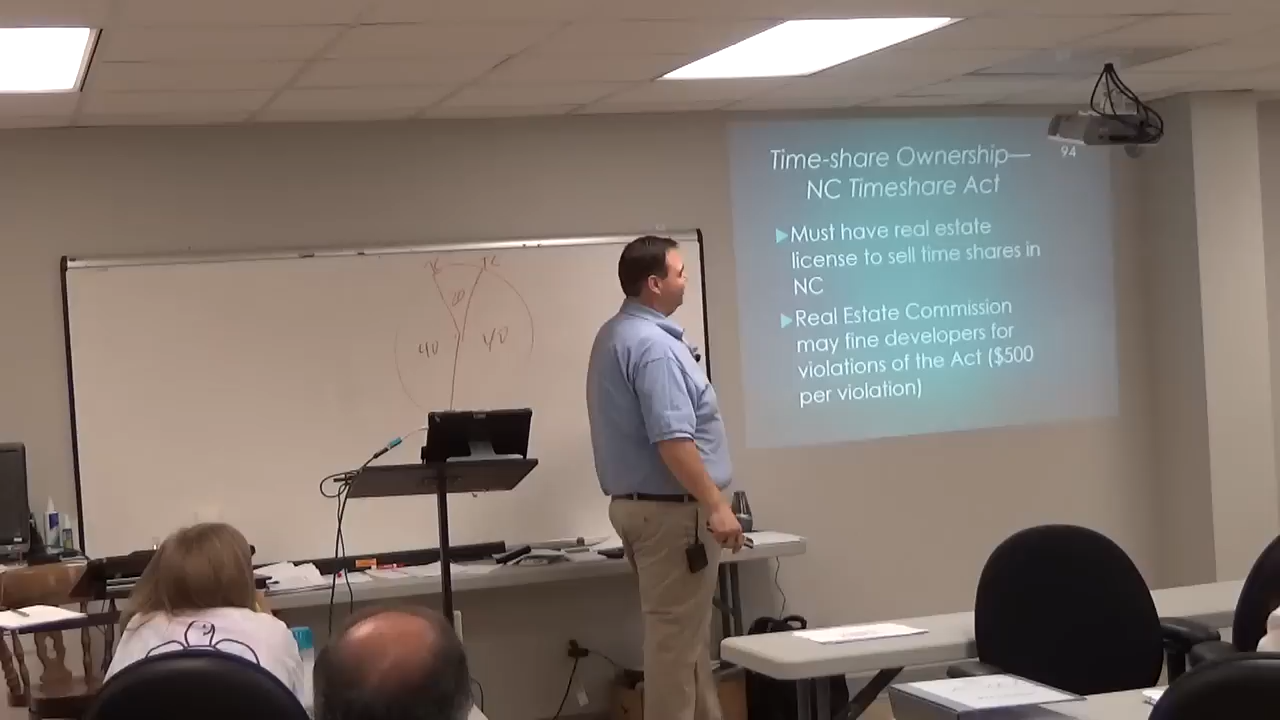 Time-share Ownership—
NC Timeshare Act
94
Must have real estate
license to sell time shares in
NC
Real Estate Commission
may fine developers for
violations of the Act ($500
per violation)
20
40
40